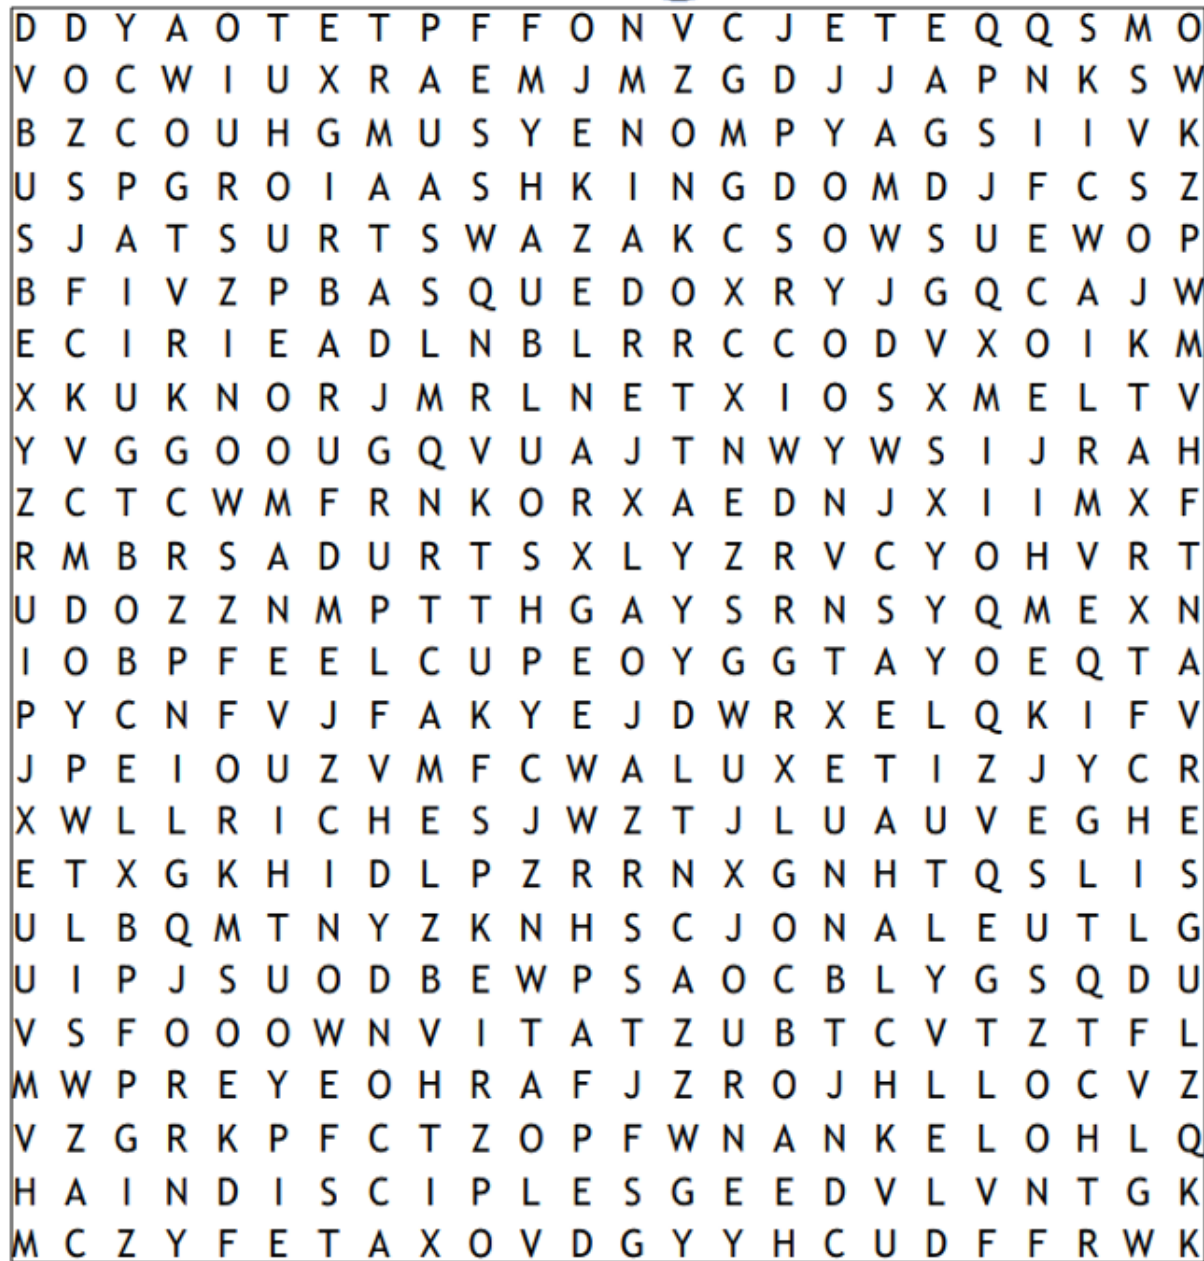 D D Y A O T E T P F F O N V C J E T E Q Q S M O
V O C W I U X R A E M J M Z G D J J A P N K S W
B Z C O U H G M U S Y E N O M P Y A G S I I V K
U S P G R O I A A S H K I N G D O M D J F C S Z
S J A T S U R T S W A Z A K C S O W S U E W O P
B F I V Z P B A S Q U E D O X R Y J G Q C A J W
E C I R I E A D L N B L R R C C O D V X O I K M
X K U K N O R J M R L N E T X I O S X M E L T V
Y V G G O O U G Q V U A J T N W Y W S I J R A H
Z C T C W M F R N K O R X A E D N J X I I M X F
R M B R S A D U R T S X L Y Z R V C Y O H V R T
U D O Z Z N M P T T H G A Y S R N S Y Q M E X N
I O B P F E E L C U P E O Y G G T A Y O E Q T A
P Y C N F V J F A K Y E J D W R X E L Q K I F V
J P E I O U Z V M F C W A L U X E T I Z J Y C R
X W L L R I C H E S J W Z T J L U A U V E G H E
E T X G K H I D L P Z R R N X G N H T Q S L I S
U L B Q M T N Y Z K N H S C J O N A L E U T L G
U I P J S U O D B E W P S A O C B L Y G S Q D U
V S F O O O W N V I T A T Z U B T C V T Z T F L
M W P R E Y E O H R A F J Z R O J H L L O C V Z
V Z G R K P F C T Z O P F W N A N K E L O H L Q
H A I N D I S C I P L E S G E E D V L V N T G K
M C Z Y F E T A X O V D G Y Y H C U D F F R W K